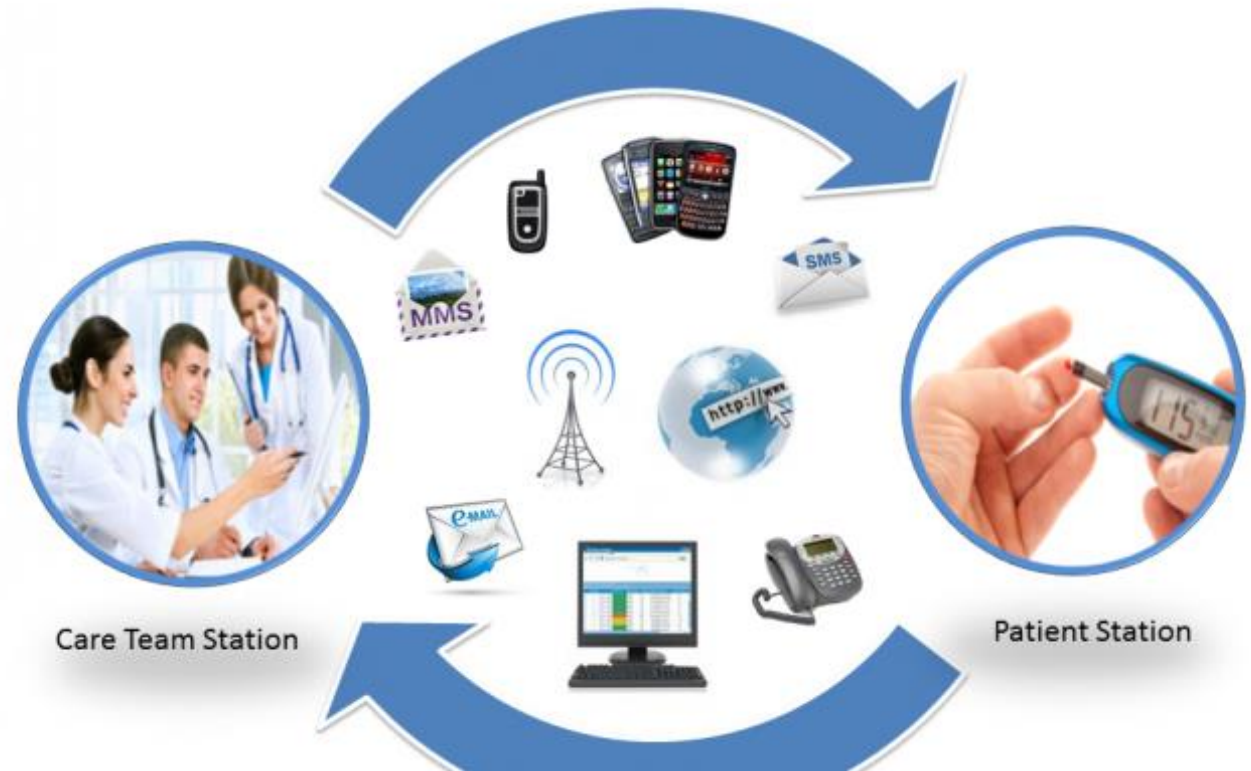 MMS
SMS
http://www.
e-MAIL
115
Care Team Station
Patient Station